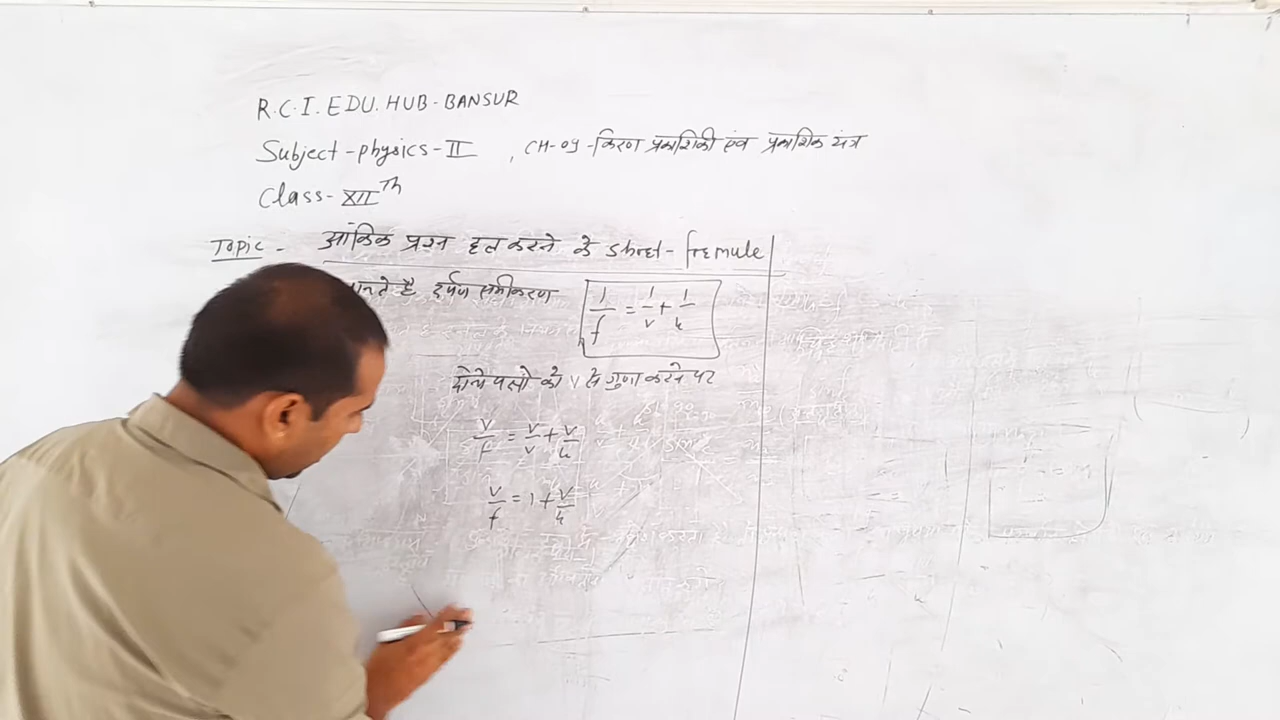 R.C.I. EDU. HUB - BANSUR
Subject - physics - II , CH-09 - किरण प्रकाशिकी एंव प्रकाशिक यंत्र
Class - XII Th
Topic - आंकिक प्रश्न हल करने के Short - fromule
जानते है दर्पण समीकरण 1/f = 1/v + 1/u
दोनो पक्षो को v से गुणा करने पर
v/f = v/v + v/u
v/f = 1 + v/u